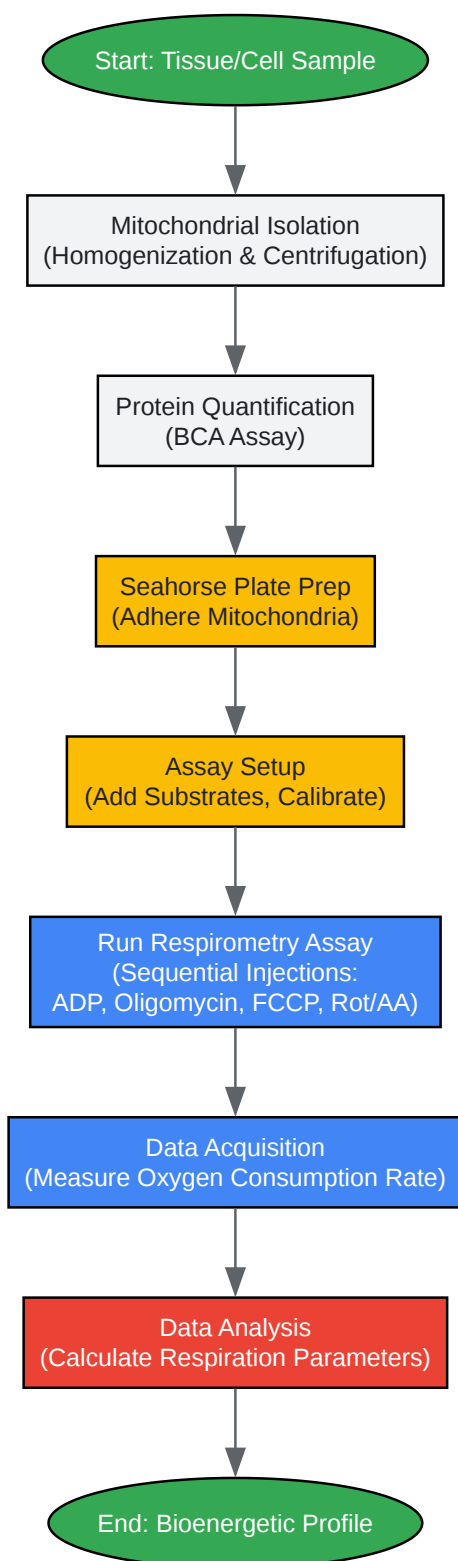 Start: Tissue/Cell Sample
Mitochondrial Isolation
(Homogenization & Centrifugation)
Protein Quantification
(BCA Assay)
Seahorse Plate Prep
(Adhere Mitochondria)
Assay Setup
(Add Substrates, Calibrate)
Run Respirometry Assay
(Sequential Injections:
ADP, Oligomycin, FCCP, Rot/AA)
Data Acquisition
(Measure Oxygen Consumption Rate)
Data Analysis
(Calculate Respiration Parameters)
End: Bioenergetic Profile